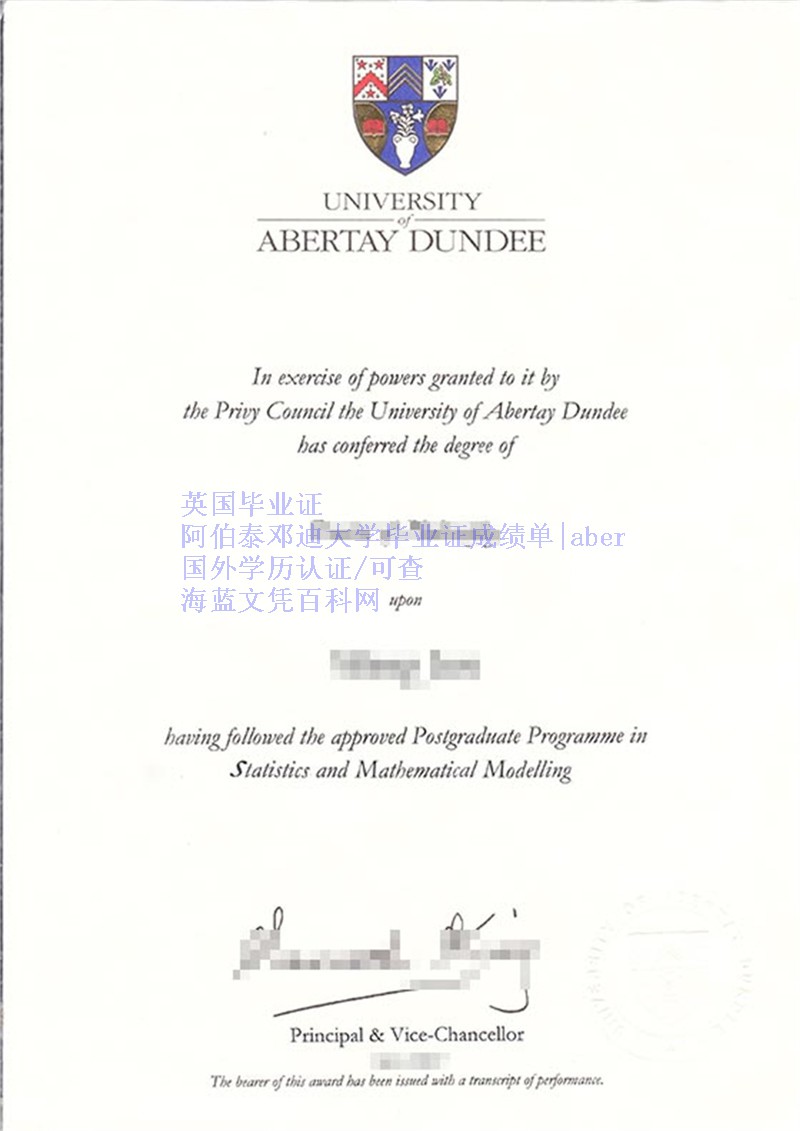 UNIVERSITY
of
ABERTAY DUNDEE
In exercise of powers granted to it by
the Privy Council the University of Abertay Dundee
has conferred the degree of
英国毕业证
阿伯泰邓迪大学毕业证成绩单|aber
国外学历认证/可查
海蓝文凭百科网
upon
having followed the approved Postgraduate Programme in
Statistics and Mathematical Modelling
Principal & Vice-Chancellor
The bearer of this award has been issued with a transcript of performance.